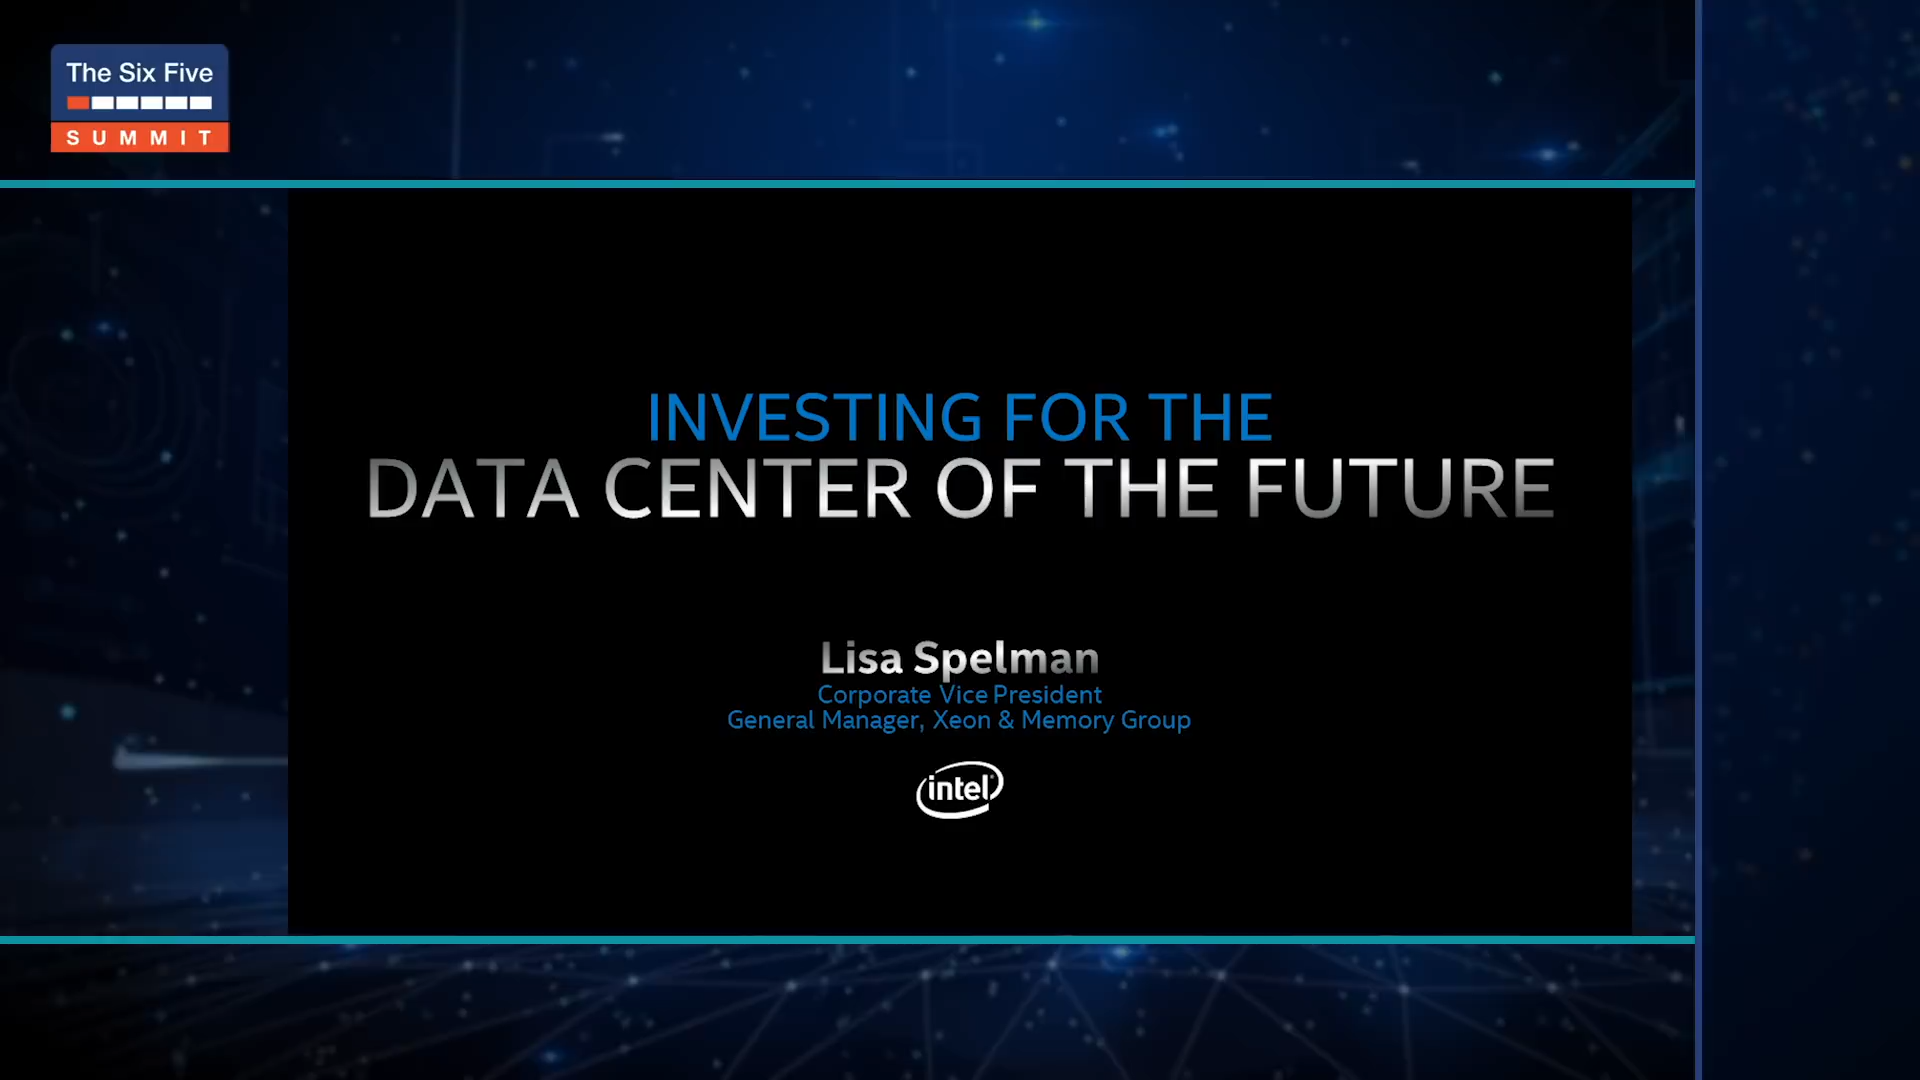 The Six Five
SUMMIT
INVESTING FOR THE
DATA CENTER OF THE FUTURE
Lisa Spelman
Corporate Vice President
General Manager, Xeon & Memory Group
intel